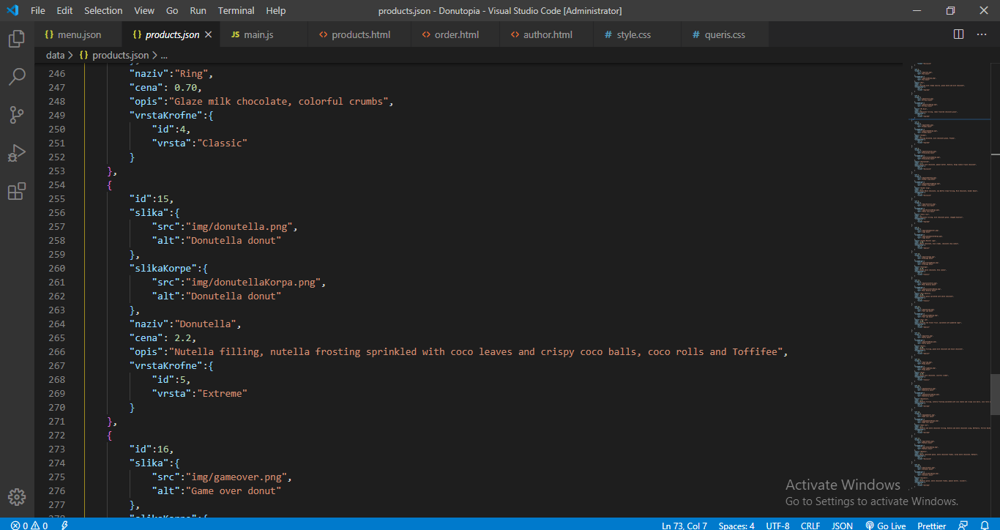 File Edit Selection View Go Run Terminal Help products.json - Donutopia - Visual Studio Code [Administrator]
{} menu.json {} products.json JS main.js <> products.html <> order.html <> author.html # style.css # queris.css
data > {} products.json > ...
246 "naziv":"Ring",
247 "cena": 0.70,
248 "opis":"Glaze milk chocolate, colorful crumbs",
249 "vrstaKrofne":{
250 "id":4,
251 "vrsta":"Classic"
252 }
253 },
254 {
255 "id":15,
256 "slika":{
257 "src":"img/donutella.png",
258 "alt":"Donutella donut"
259 },
260 "slikaKorpe":{
261 "src":"img/donutellaKorpa.png",
262 "alt":"Donutella donut"
263 },
264 "naziv":"Donutella",
265 "cena": 2.2,
266 "opis":"Nutella filling, nutella frosting sprinkled with coco leaves and crispy coco balls, coco rolls and Toffifee",
267 "vrstaKrofne":{
268 "id":5,
269 "vrsta":"Extreme"
270 }
271 },
272 {
273 "id":16,
274 "slika":{
275 "src":"img/gameover.png",
276 "alt":"Game over donut"
277 },
Activate Windows
Go to Settings to activate Windows.
0 0 Ln 73, Col 7 Spaces: 4 UTF-8 CRLF JSON Go Live Prettier